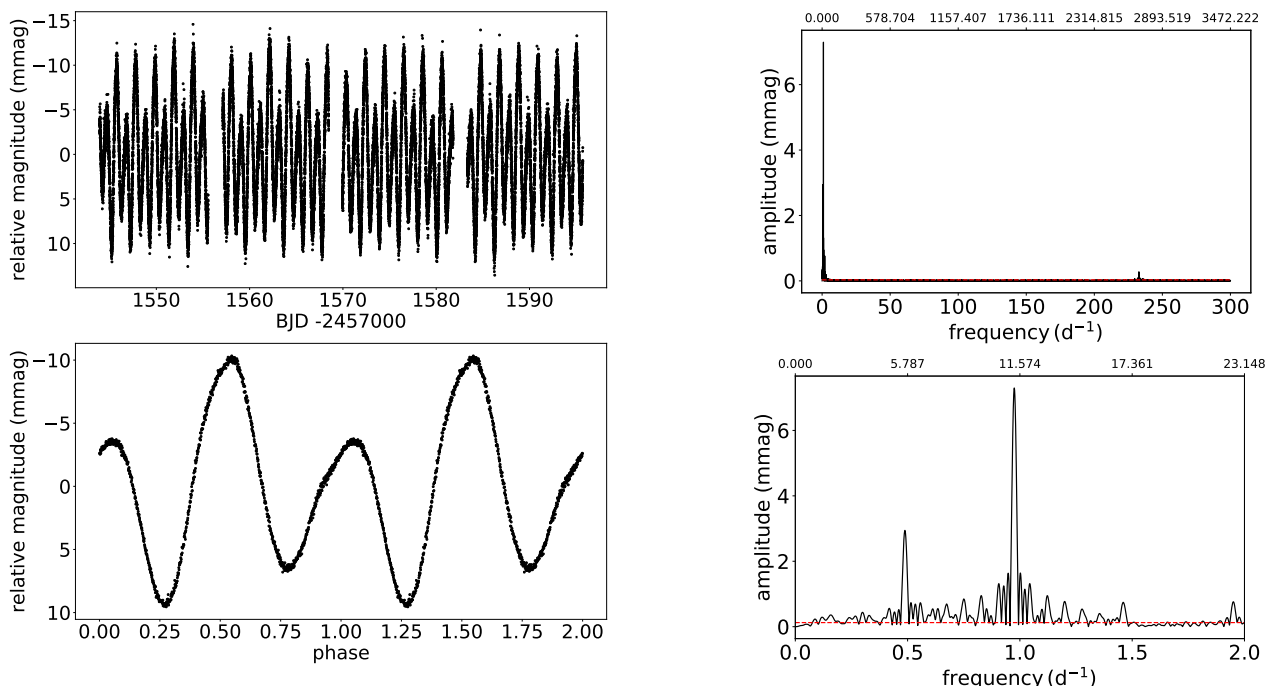 −15
−10
−5
0
5
10
relative magnitude (mmag)
1550 1560 1570 1580 1590
BJD -2457000
0.000 578.704 1157.407 1736.111 2314.815 2893.519 3472.222
6
4
2
0
amplitude (mmag)
0 50 100 150 200 250 300
frequency (d⁻¹)
−10
−5
0
5
10
relative magnitude (mmag)
0.00 0.25 0.50 0.75 1.00 1.25 1.50 1.75 2.00
phase
0.000 5.787 11.574 17.361 23.148
6
4
2
0
amplitude (mmag)
0.0 0.5 1.0 1.5 2.0
frequency (d⁻¹)